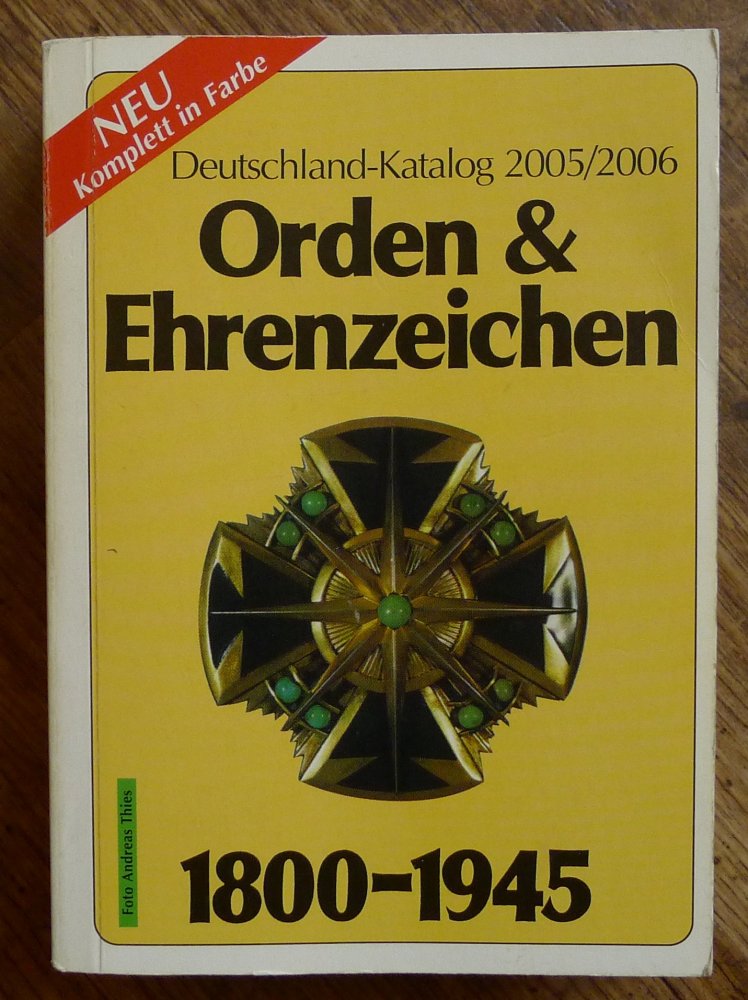 NEU
Komplett in Farbe
Deutschland-Katalog 2005/2006
Orden &
Ehrenzeichen
Foto Andreas Thies
1800-1945